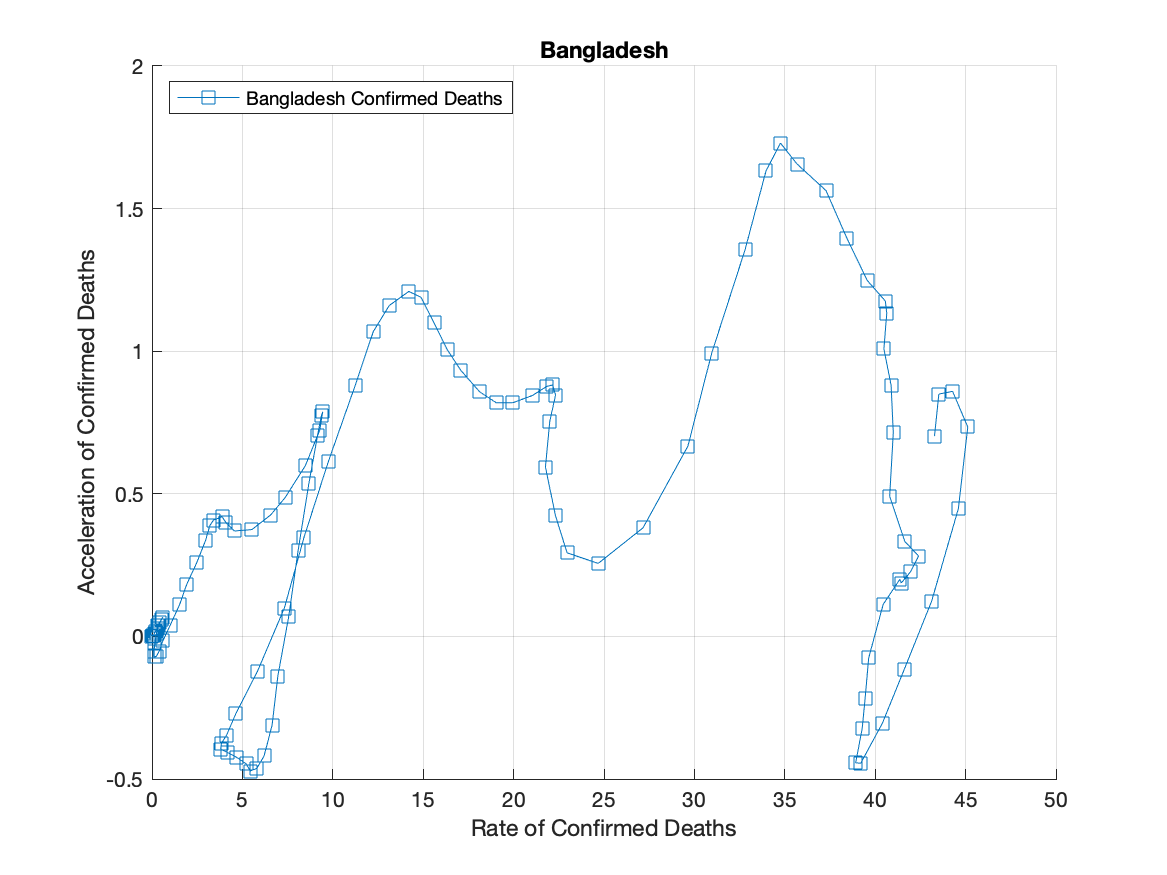 Bangladesh
Bangladesh Confirmed Deaths
2
1.5
1
0.5
0
-0.5
Acceleration of Confirmed Deaths
0 5 10 15 20 25 30 35 40 45 50
Rate of Confirmed Deaths